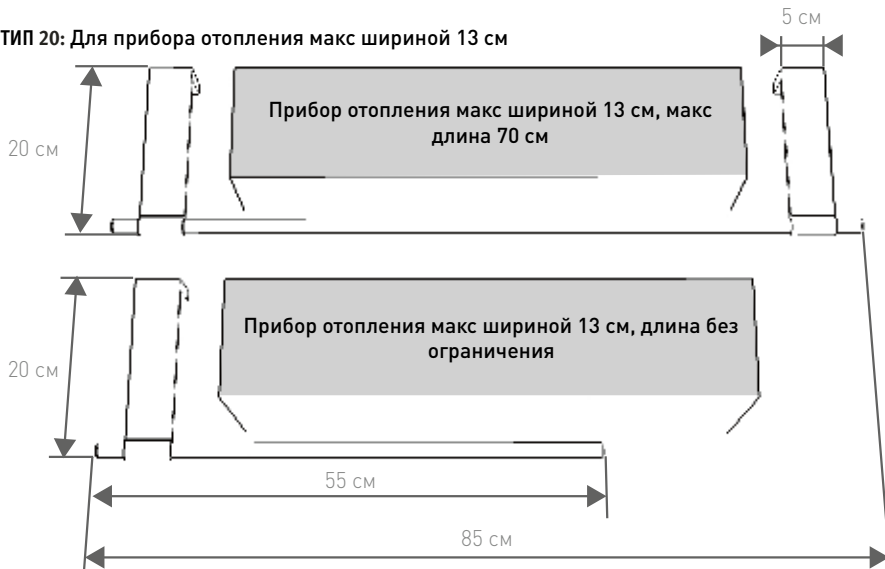 5 см
ТИП 20: Для прибора отопления макс шириной 13 см
Прибор отопления макс шириной 13 см, макс
длина 70 см
20 см
Прибор отопления макс шириной 13 см, длина без
ограничения
20 см
55 см
85 см